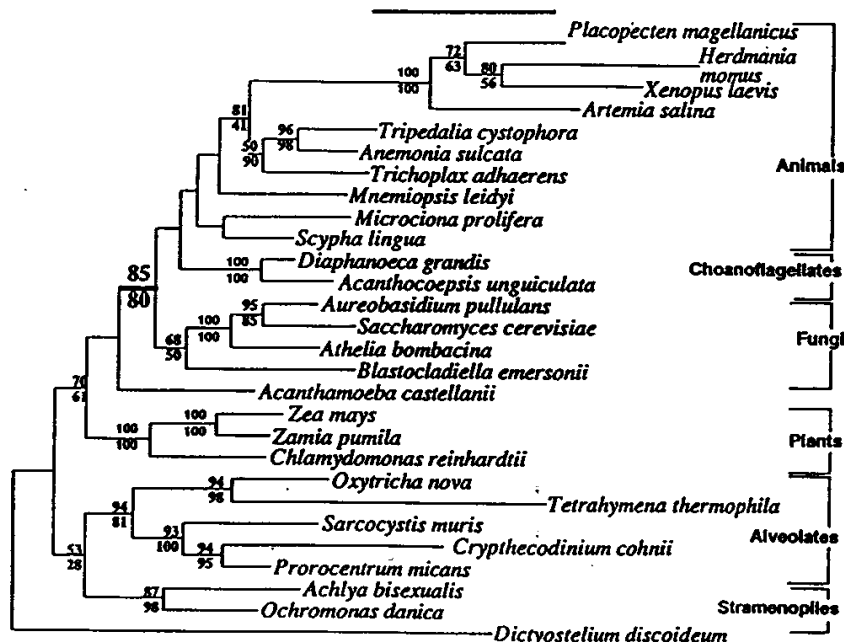 Placopecten magellanicus
72
63
Herdmania
momus
80
56
Xenopus laevis
100
100
Artemia salina
81
41
96
98
Tripedalia cystophora
50
90
Anemonia sulcata
Trichoplax adhaerens
Animals
Mnemiopsis leidyi
Microciona prolifera
Scypha lingua
Diaphanoeca grandis
100
100
Choanoflagellates
Acanthocoepsis unguiculata
85
80
95
85
Aureobasidium pullulans
100
100
Saccharomyces cerevisiae
68
50
Fungi
Athelia bombacina
Blastocladiella emersonii
70
61
Acanthamoeba castellanii
100
100
Zea mays
100
100
Zamia pumila
Plants
Chlamydomonas reinhardtii
94
98
Oxytricha nova
Tetrahymena thermophila
94
81
Sarcocystis muris
93
100
Alveolates
94
95
Crypthecodinium cohnii
53
28
Prorocentrum micans
87
98
Achlya bisexualis
Stramenopiles
Ochromonas danica
Dictyostelium discoideum